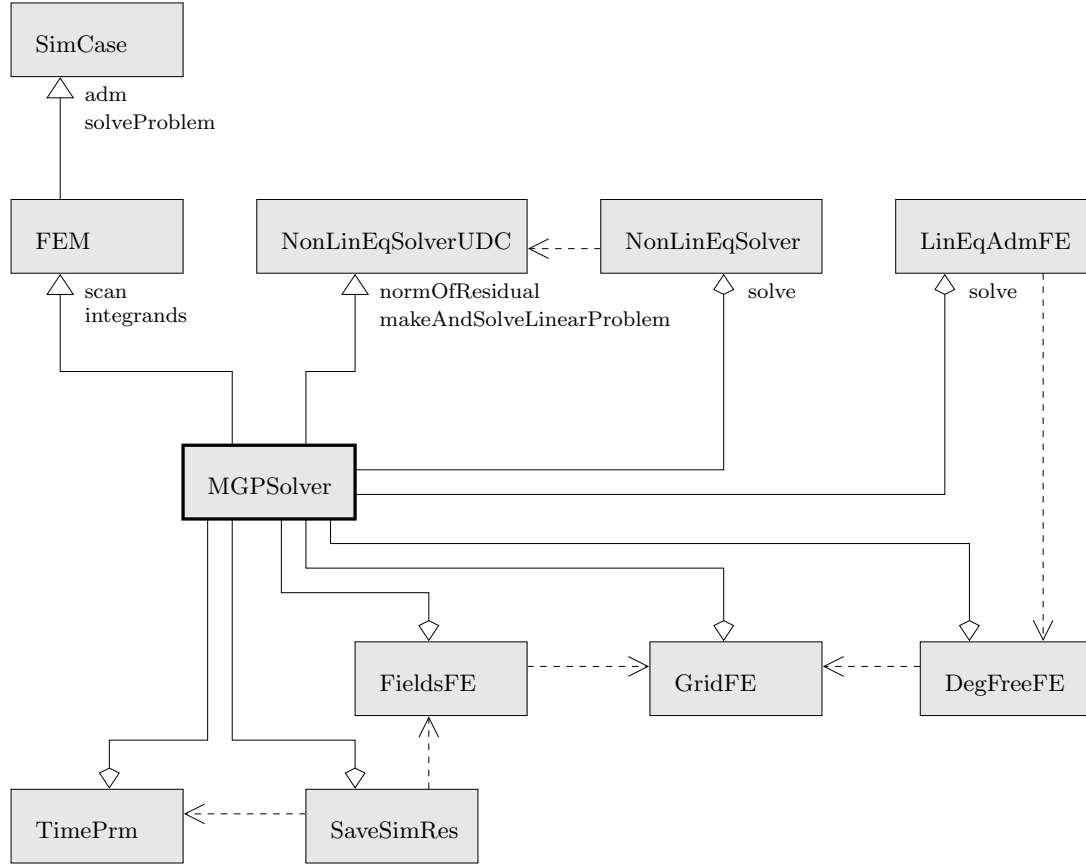 SimCase
adm
solveProblem
FEM
NonLinEqSolverUDC
NonLinEqSolver
LinEqAdmFE
scan
integrands
normOfResidual
makeAndSolveLinearProblem
solve
solve
MGPSolver
FieldsFE
GridFE
DegFreeFE
TimePrm
SaveSimRes